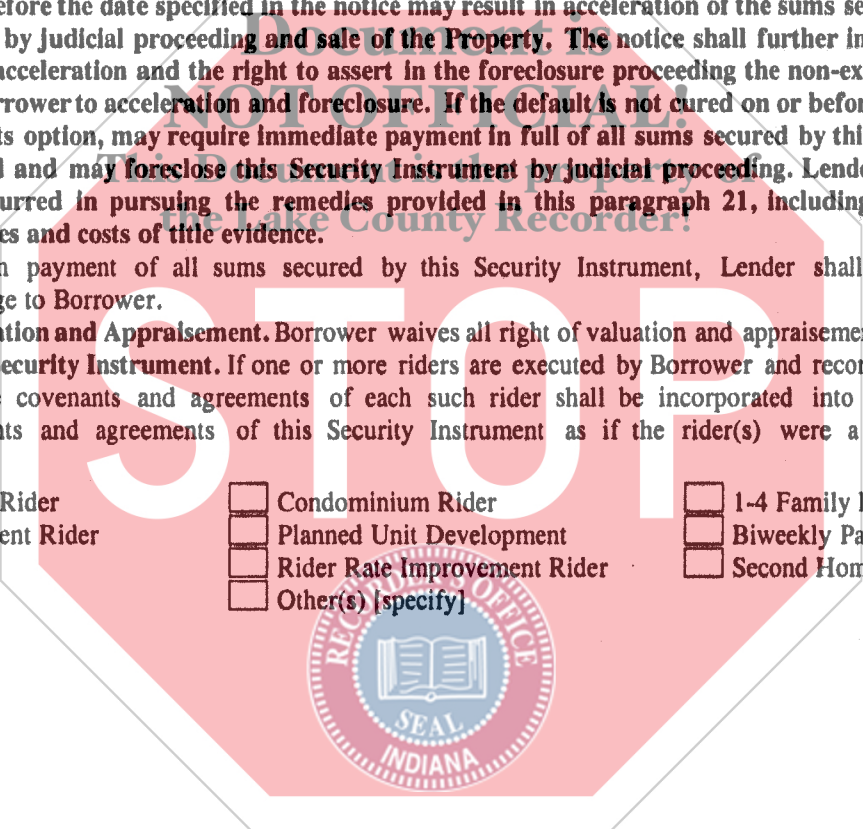 efore the date specified in the notice may result in acceleration of the sums se
by judicial proceeding and sale of the Property. The notice shall further in
acceleration and the right to assert in the foreclosure proceeding the non-ex
rrower to acceleration and foreclosure. If the default is not cured on or befor
ts option, may require immediate payment in full of all sums secured by thi
d and may foreclose this Security Instrument by judicial proceeding. Lende
urred in pursuing the remedies provided in this paragraph 21, including
es and costs of title evidence.
n payment of all sums secured by this Security Instrument, Lender shall
ge to Borrower.
ation and Appraisement. Borrower waives all right of valuation and appraiseme
ecurity Instrument. If one or more riders are executed by Borrower and recor
e covenants and agreements of each such rider shall be incorporated into
nts and agreements of this Security Instrument as if the rider(s) were a
Rider Condominium Rider 1-4 Family
ent Rider Planned Unit Development Biweekly Pa
Rider Rate Improvement Rider Second Hom
Other(s) [specify]
Document is
NOT OFFICIAL!
This Document is the property of
the Lake County Recorder!
STOP
RECORDER'S OFFICE
SEAL
INDIANA